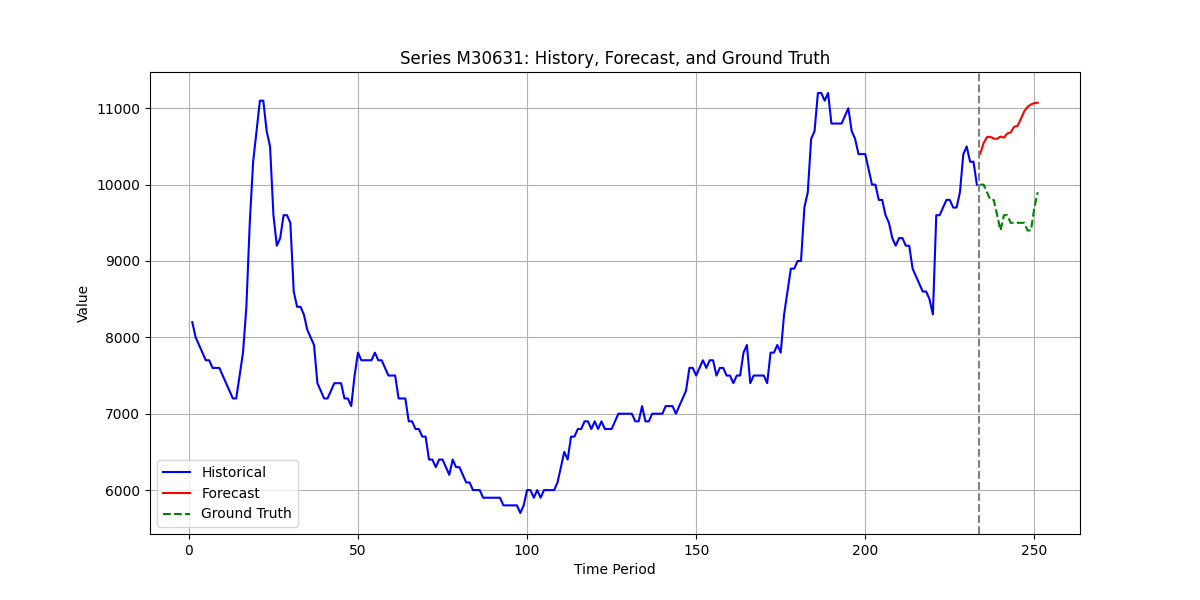 Series M30631: History, Forecast, and Ground Truth
11000
10000
9000
8000
7000
6000
Value
Historical
Forecast
Ground Truth
0
50
100
150
200
250
Time Period